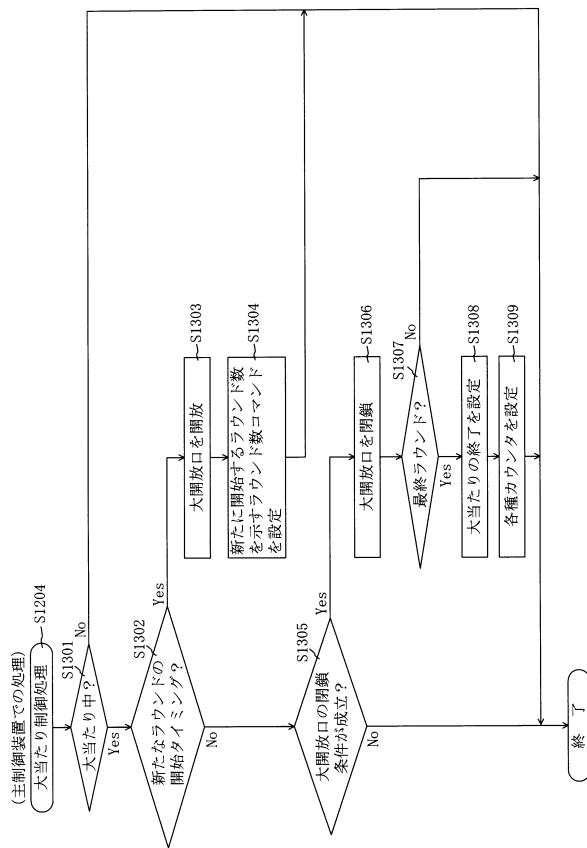 (主制御装置での処理)
大当たり制御処理
S1204
S1301
大当たり中？
No
Yes
S1302
新たなラウンドの
開始タイミング？
Yes
No
S1303
大開放口を開放
S1304
新たに開始するラウンド数
を示すラウンド数コマンド
を設定
S1305
大開放口の閉鎖
条件が成立？
Yes
No
S1306
大開放口を閉鎖
S1307
最終ラウンド？
No
Yes
S1308
大当たりの終了を設定
S1309
各種カウンタを設定
終 了